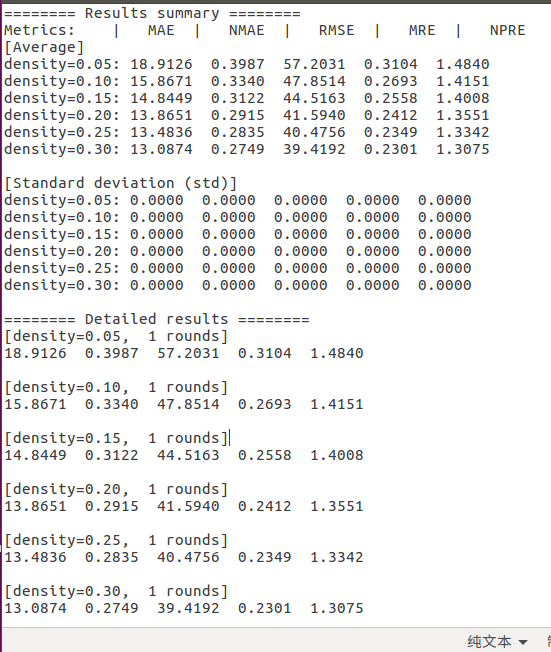 ======== Results summary ========
Metrics:    |   MAE  |   NMAE  |   RMSE  |   MRE  |   NPRE
[Average]
density=0.05: 18.9126  0.3987  57.2031  0.3104  1.4840
density=0.10: 15.8671  0.3340  47.8514  0.2693  1.4151
density=0.15: 14.8449  0.3122  44.5163  0.2558  1.4008
density=0.20: 13.8651  0.2915  41.5940  0.2412  1.3551
density=0.25: 13.4836  0.2835  40.4756  0.2349  1.3342
density=0.30: 13.0874  0.2749  39.4192  0.2301  1.3075
[Standard deviation (std)]
density=0.05: 0.0000  0.0000  0.0000  0.0000  0.0000
density=0.10: 0.0000  0.0000  0.0000  0.0000  0.0000
density=0.15: 0.0000  0.0000  0.0000  0.0000  0.0000
density=0.20: 0.0000  0.0000  0.0000  0.0000  0.0000
density=0.25: 0.0000  0.0000  0.0000  0.0000  0.0000
density=0.30: 0.0000  0.0000  0.0000  0.0000  0.0000
======== Detailed results ========
[density=0.05,  1 rounds]
18.9126  0.3987  57.2031  0.3104  1.4840
[density=0.10,  1 rounds]
15.8671  0.3340  47.8514  0.2693  1.4151
[density=0.15,  1 rounds]
14.8449  0.3122  44.5163  0.2558  1.4008
[density=0.20,  1 rounds]
13.8651  0.2915  41.5940  0.2412  1.3551
[density=0.25,  1 rounds]
13.4836  0.2835  40.4756  0.2349  1.3342
[density=0.30,  1 rounds]
13.0874  0.2749  39.4192  0.2301  1.3075
纯文本